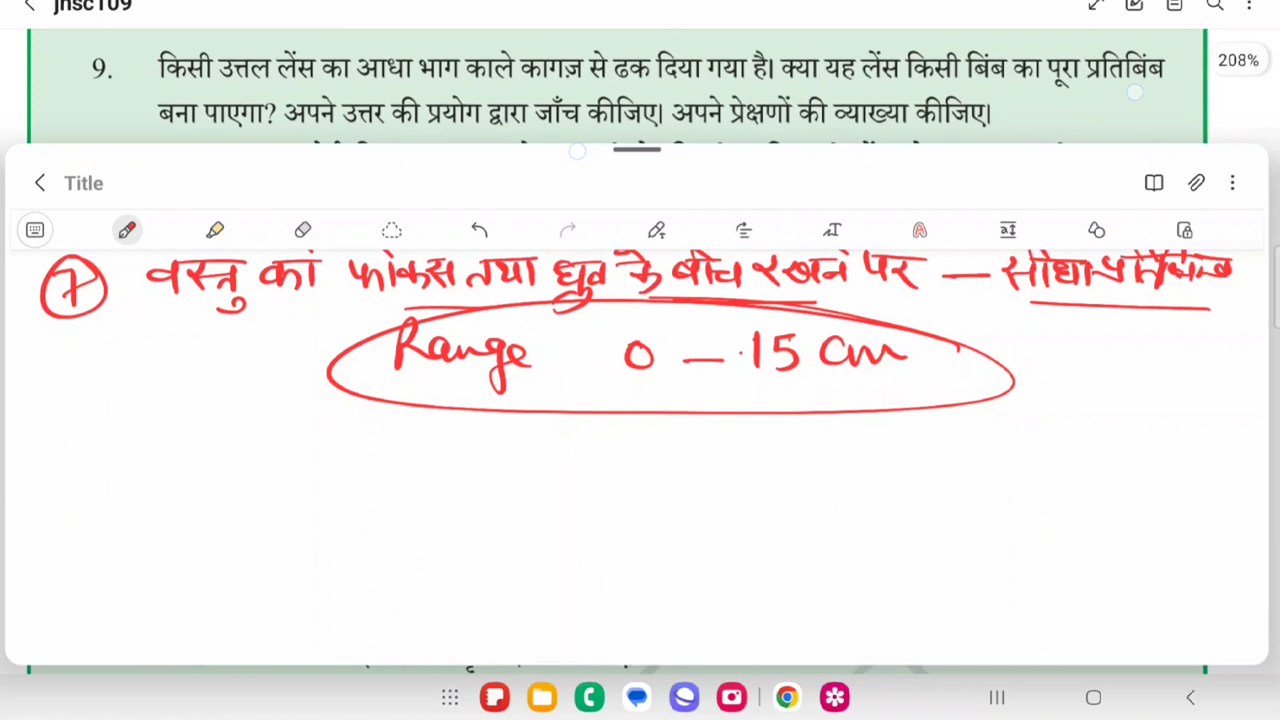 jhsc109
9. किसी उत्तल लेंस का आधा भाग काले कागज़ से ढक दिया गया है। क्या यह लेंस किसी बिंब का पूरा प्रतिबिंब
208%
बना पाएगा? अपने उत्तर की प्रयोग द्वारा जाँच कीजिए। अपने प्रेक्षणों की व्याख्या कीजिए।
Title
7 वस्तु को फोकस तथा ध्रुव के बीच रखने पर — सीधा प्रतिबिम्ब
Range 0 — 15 cm